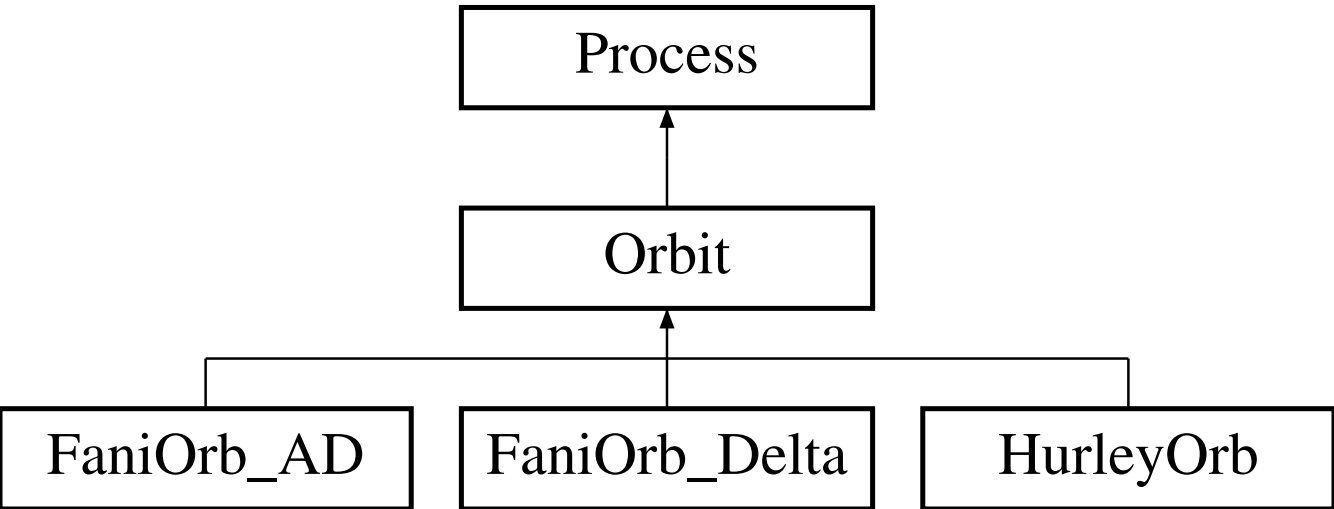 Process
Orbit
FaniOrb_AD
FaniOrb_Delta
HurleyOrb